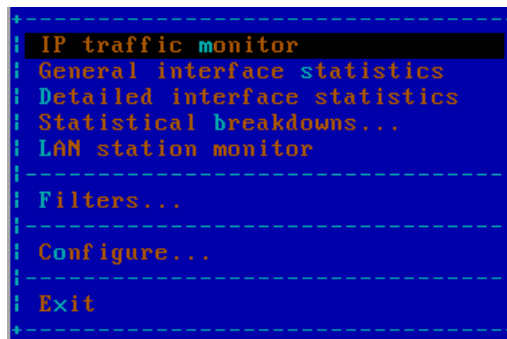 IP traffic monitor
General interface statistics
Detailed interface statistics
Statistical breakdowns...
LAN station monitor
Filters...
Configure...
Exit